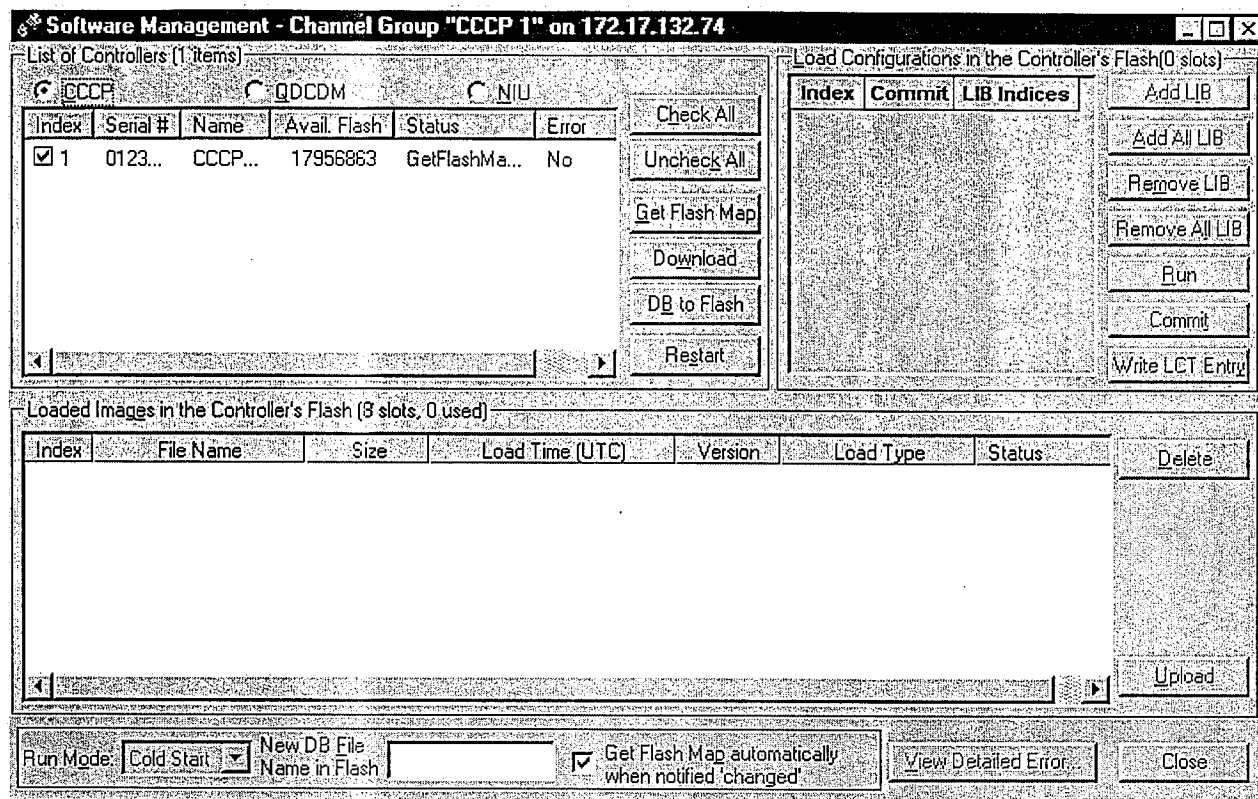 Software Management - Channel Group "CCCP 1" on 172.17.132.74
List of Controllers (1 items)
CCCP QDCDM NIU
Index Serial # Name Avail. Flash Status Error
1 0123... CCCP... 17956863 GetFlashMa... No
Check All
Uncheck All
Get Flash Map
Download
DB to Flash
Restart
Load Configurations in the Controller's Flash(0 slots)
Index Commit LIB Indices
Add LIB
Add All LIB
Remove LIB
Remove All LIB
Run
Commit
Write LCT Entry
Loaded Images in the Controller's Flash (8 slots, 0 used)
Index File Name Size Load Time (UTC) Version Load Type Status
Delete
Upload
Run Mode: Cold Start
New DB File
Name in Flash
Get Flash Map automatically
when notified 'changed'
View Detailed Error...
Close